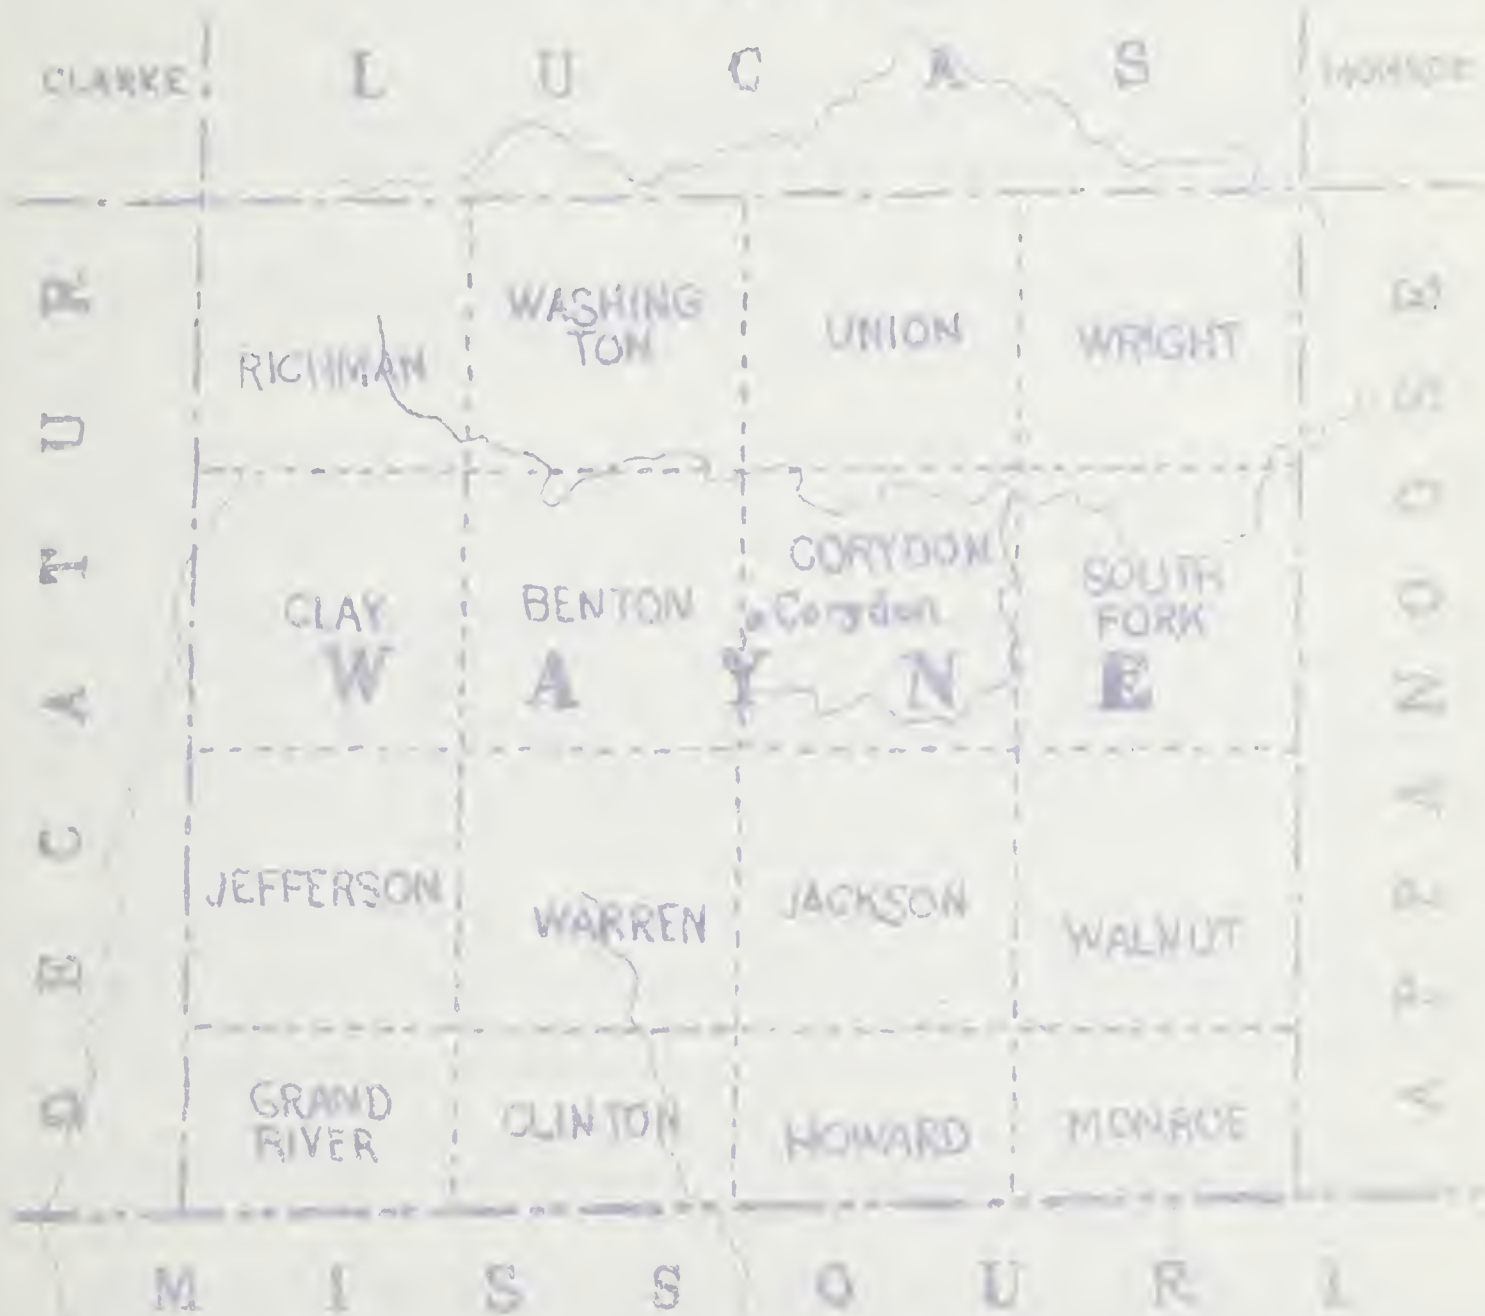 CLARKE
L U C A S
MONROE
D E C A T U R
RICHMAN
WASHING
TON
UNION
WRIGHT
CLAY
BENTON
CORYDON
Corydon
SOUTH
FORK
W A Y N E
JEFFERSON
WARREN
JACKSON
WALNUT
GRAND
RIVER
CLINTON
HOWARD
MONROE
A P P A N O O S E
M I S S O U R I